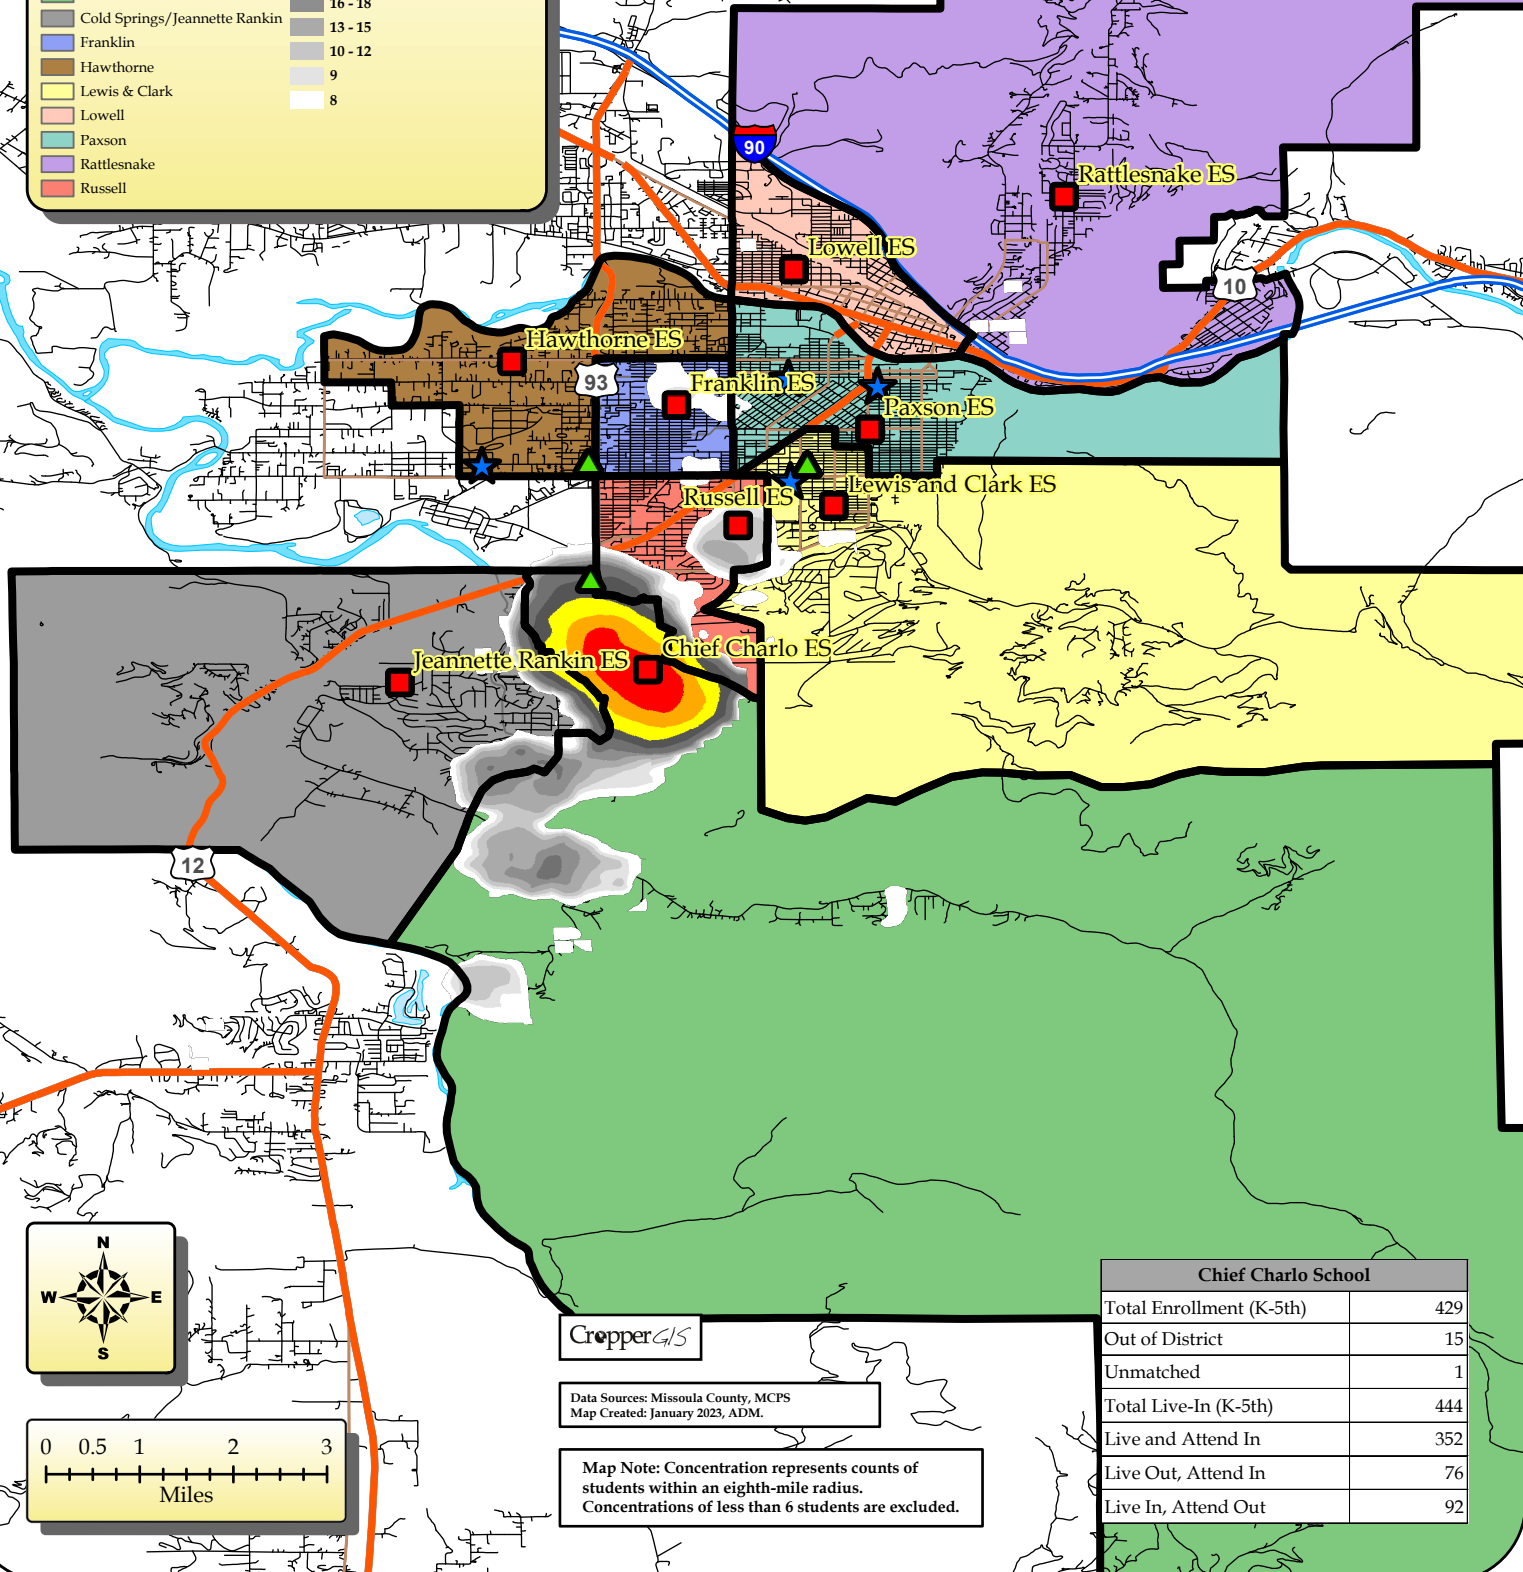 16 - 18
Cold Springs/Jeannette Rankin
13 - 15
Franklin
10 - 12
Hawthorne
9
Lewis & Clark
8
Lowell
Paxson
Rattlesnake
Russell
90
Rattlesnake ES
Lowell ES
10
Hawthorne ES
93
Franklin ES
Paxson ES
Lewis and Clark ES
Russell ES
Chief Charlo ES
Jeannette Rankin ES
12
N
W
E
S
0 0.5 1 2 3
Miles
CropperGIS
Data Sources: Missoula County, MCPS
Map Created: January 2023, ADM.
Map Note: Concentration represents counts of
students within an eighth-mile radius.
Concentrations of less than 6 students are excluded.
Chief Charlo School
Total Enrollment (K-5th) 429
Out of District 15
Unmatched 1
Total Live-In (K-5th) 444
Live and Attend In 352
Live Out, Attend In 76
Live In, Attend Out 92